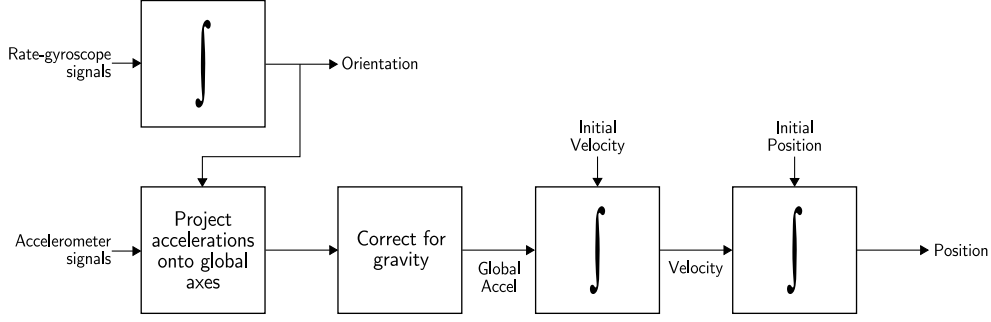 Rate-gyroscope
signals
∫
Orientation
Initial
Velocity
Initial
Position
Accelerometer
signals
Project
accelerations
onto global
axes
Correct for
gravity
Global
Accel
∫
Velocity
∫
Position